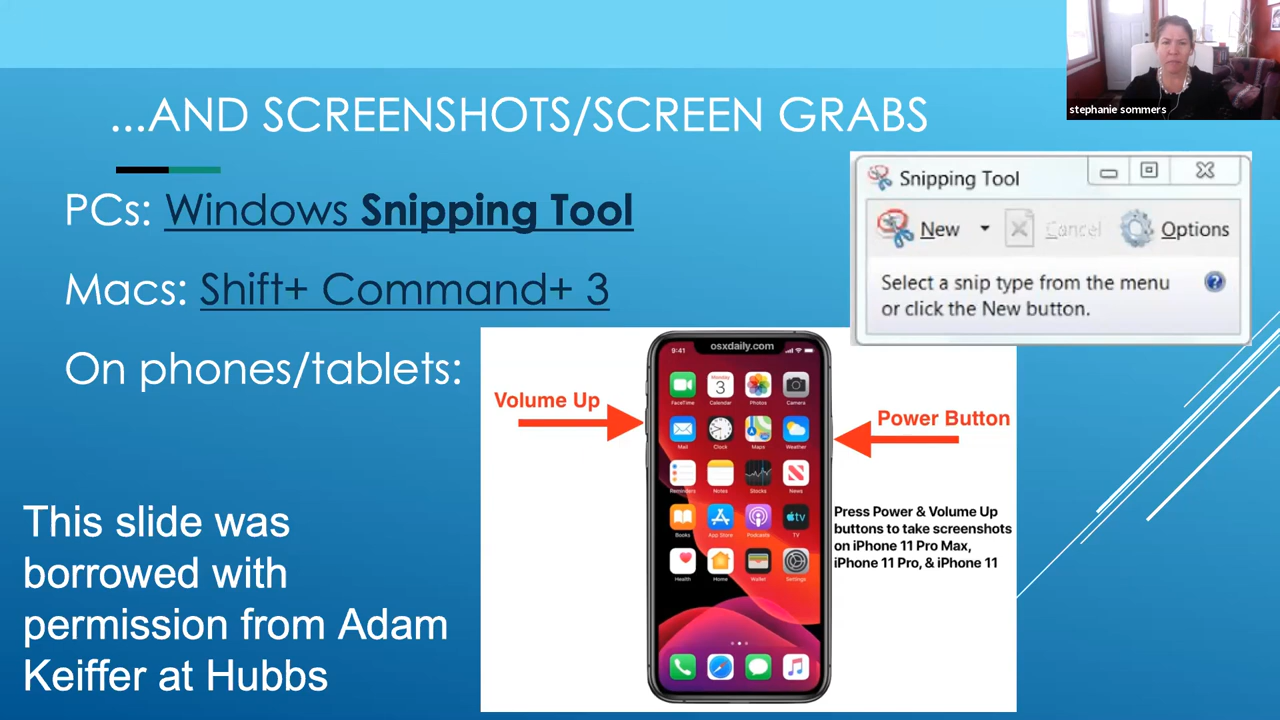 stephanie sommers
...AND SCREENSHOTS/SCREEN GRABS
PCs: Windows Snipping Tool
Macs: Shift+ Command+ 3
On phones/tablets:
Snipping Tool
New Cancel Options
Select a snip type from the menu
or click the New button.
osxdaily.com
9:41
Monday
3
FaceTime Calendar Photos Camera
Mail Clock Maps Weather
Reminders Notes Stocks News
tv
Books App Store Podcasts TV
Health Home Wallet Settings
Volume Up
Power Button
Press Power & Volume Up
buttons to take screenshots
on iPhone 11 Pro Max,
iPhone 11 Pro, & iPhone 11
This slide was
borrowed with
permission from Adam
Keiffer at Hubbs